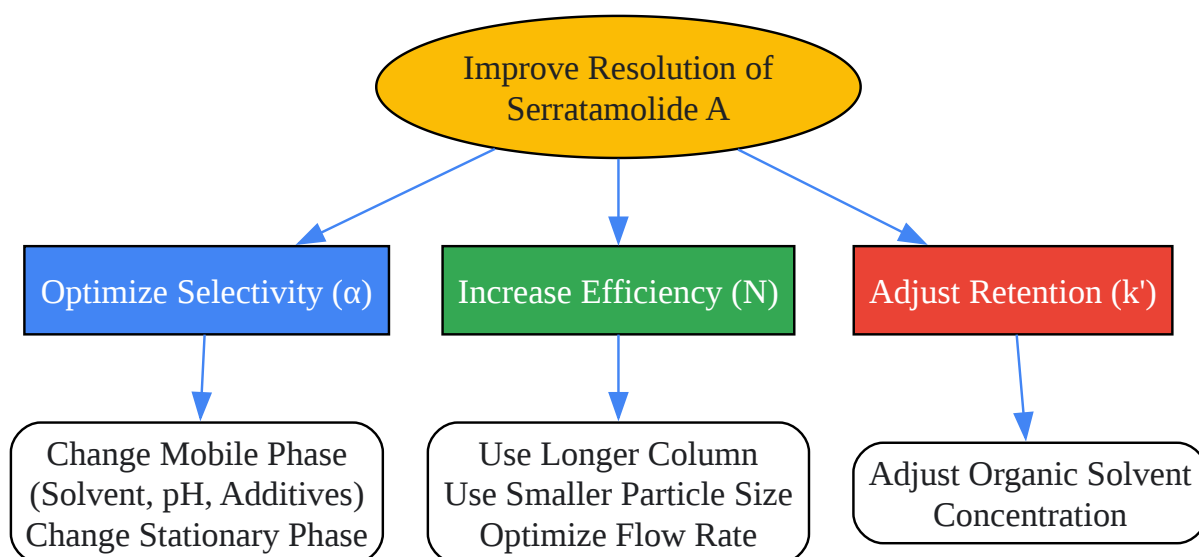 Improve Resolution of
Serratamolide A
Optimize Selectivity (α)
Increase Efficiency (N)
Adjust Retention (k')
Change Mobile Phase
(Solvent, pH, Additives)
Change Stationary Phase
Use Longer Column
Use Smaller Particle Size
Optimize Flow Rate
Adjust Organic Solvent
Concentration